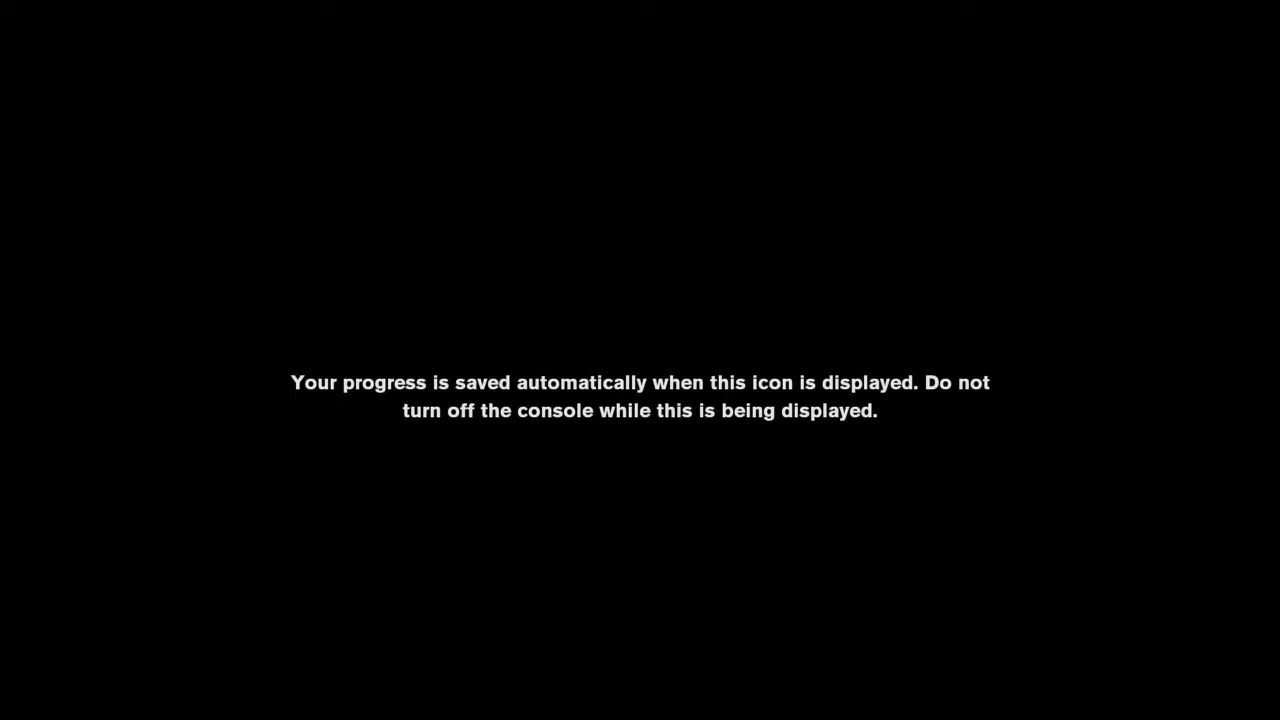 Your progress is saved automatically when this icon is displayed. Do not
turn off the console while this is being displayed.